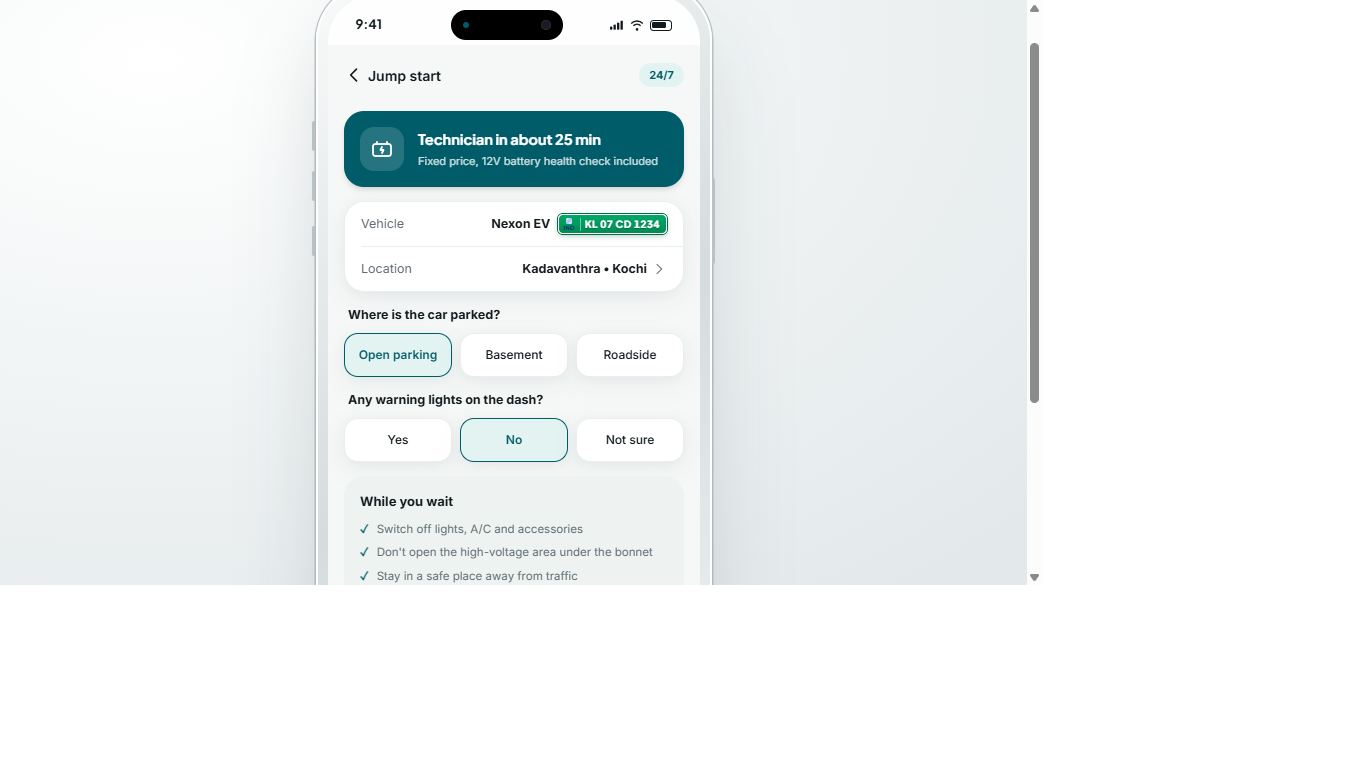 9:41
Jump start
24/7
Technician in about 25 min
Fixed price, 12V battery health check included
Vehicle
Nexon EV
KL 07 CD 1234
Location
Kadavanthra • Kochi
Where is the car parked?
Open parking
Basement
Roadside
Any warning lights on the dash?
Yes
No
Not sure
While you wait
Switch off lights, A/C and accessories
Don't open the high-voltage area under the bonnet
Stay in a safe place away from traffic